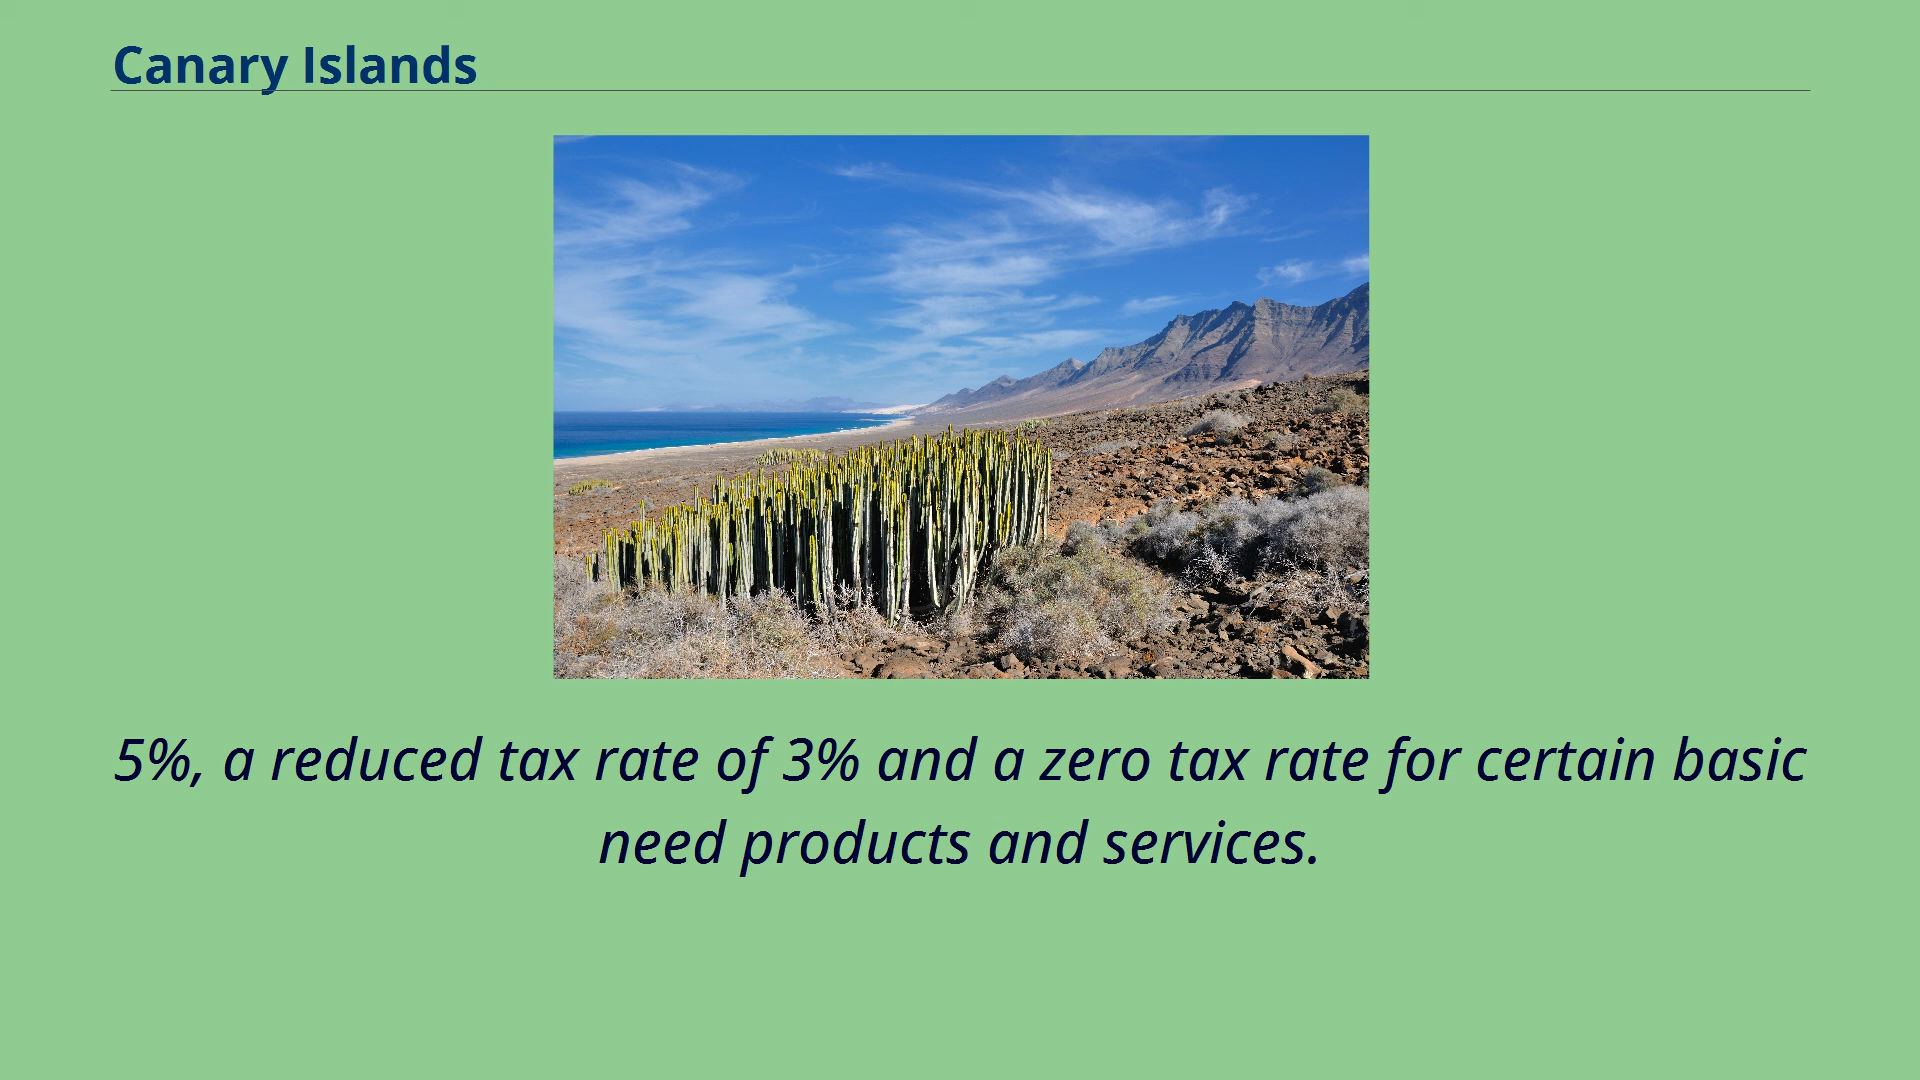 Canary Islands
5%, a reduced tax rate of 3% and a zero tax rate for certain basic
need products and services.